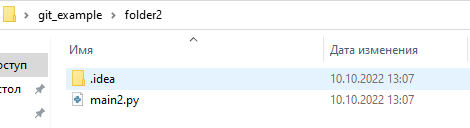 git_example > folder2
Имя Дата изменения
оступ .idea 10.10.2022 13:07
стол main2.py 10.10.2022 13:07